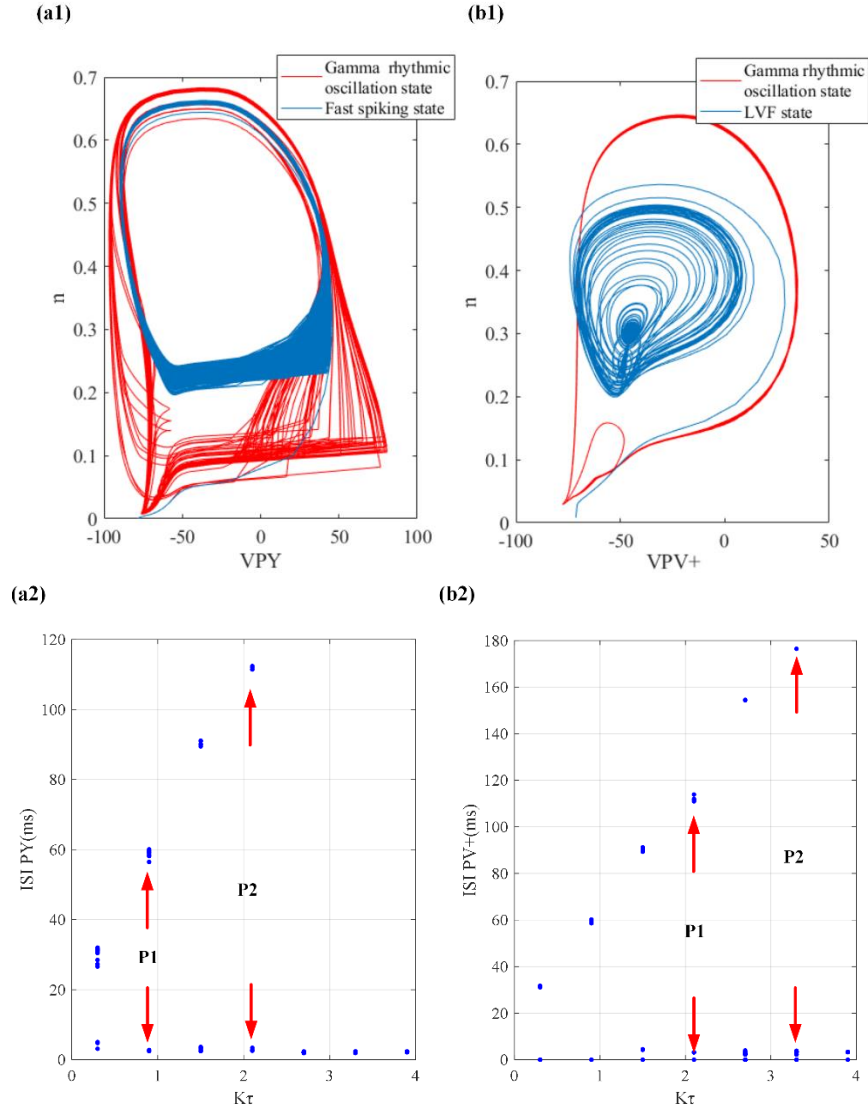 (a1)
Gamma rhythmic
oscillation state
Fast spiking state
0.7
0.6
0.5
0.4
0.3
0.2
0.1
0
n
-100
-50
0
50
100
VPY
(b1)
Gamma rhythmic
oscillation state
LVF state
0.7
0.6
0.5
0.4
0.3
0.2
0.1
0
n
-100
-50
0
50
VPV+
(a2)
120
100
80
60
40
20
0
ISI PY(ms)
P1
P2
0
1
2
3
4
Kτ
(b2)
180
160
140
120
100
80
60
40
20
0
ISI PV+(ms)
P2
P1
0
1
2
3
4
Kτ